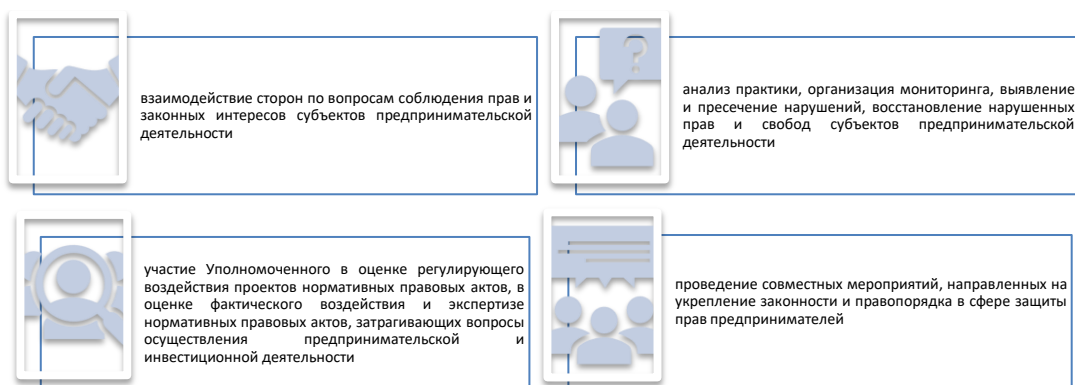 взаимодействие сторон по вопросам соблюдения прав и
законных интересов субъектов предпринимательской
деятельности
анализ практики, организация мониторинга, выявление
и пресечение нарушений, восстановление нарушенных
прав и свобод субъектов предпринимательской
деятельности
участие Уполномоченного в оценке регулирующего
воздействия проектов нормативных правовых актов, в
оценке фактического воздействия и экспертизе
нормативных правовых актов, затрагивающих вопросы
осуществления предпринимательской и
инвестиционной деятельности
проведение совместных мероприятий, направленных на
укрепление законности и правопорядка в сфере защиты
прав предпринимателей